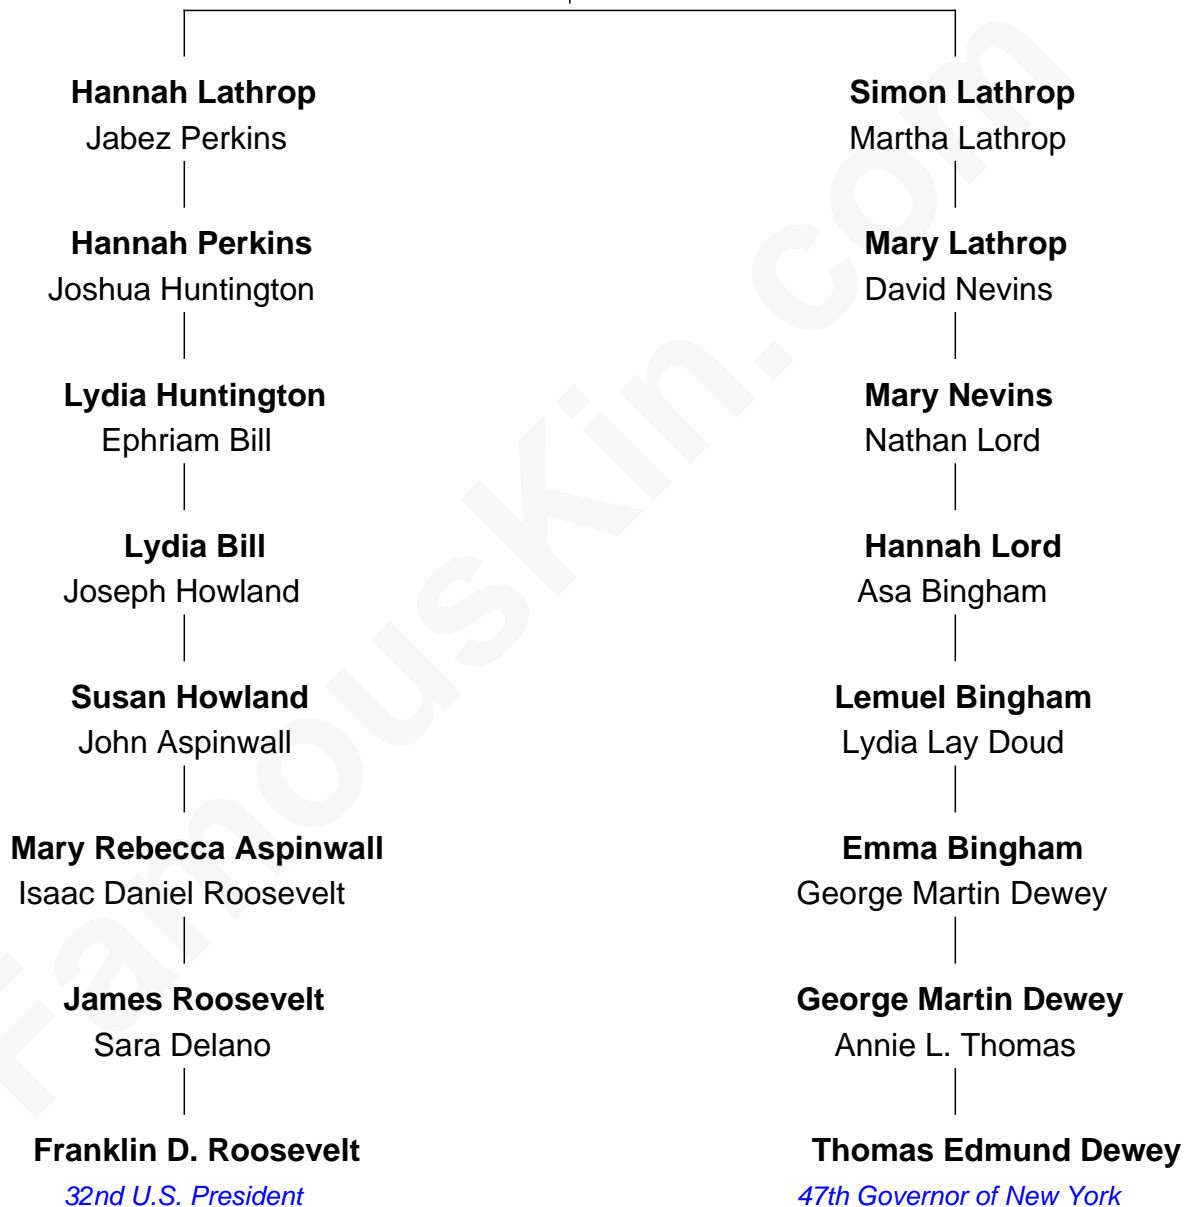 Hannah Lathrop
Jabez Perkins
Hannah Perkins
Joshua Huntington
Lydia Huntington
Ephriam Bill
Lydia Bill
Joseph Howland
Susan Howland
John Aspinwall
Mary Rebecca Aspinwall
Isaac Daniel Roosevelt
James Roosevelt
Sara Delano
Franklin D. Roosevelt
32nd U.S. President
Simon Lathrop
Martha Lathrop
Mary Lathrop
David Nevins
Mary Nevins
Nathan Lord
Hannah Lord
Asa Bingham
Lemuel Bingham
Lydia Lay Doud
Emma Bingham
George Martin Dewey
George Martin Dewey
Annie L. Thomas
Thomas Edmund Dewey
47th Governor of New York
FamousKin.com